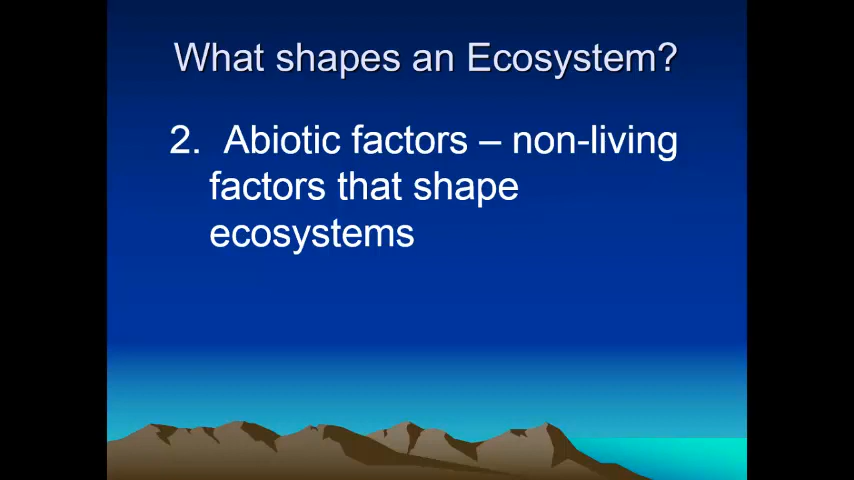 What shapes an Ecosystem?
2. Abiotic factors – non-living
factors that shape
ecosystems